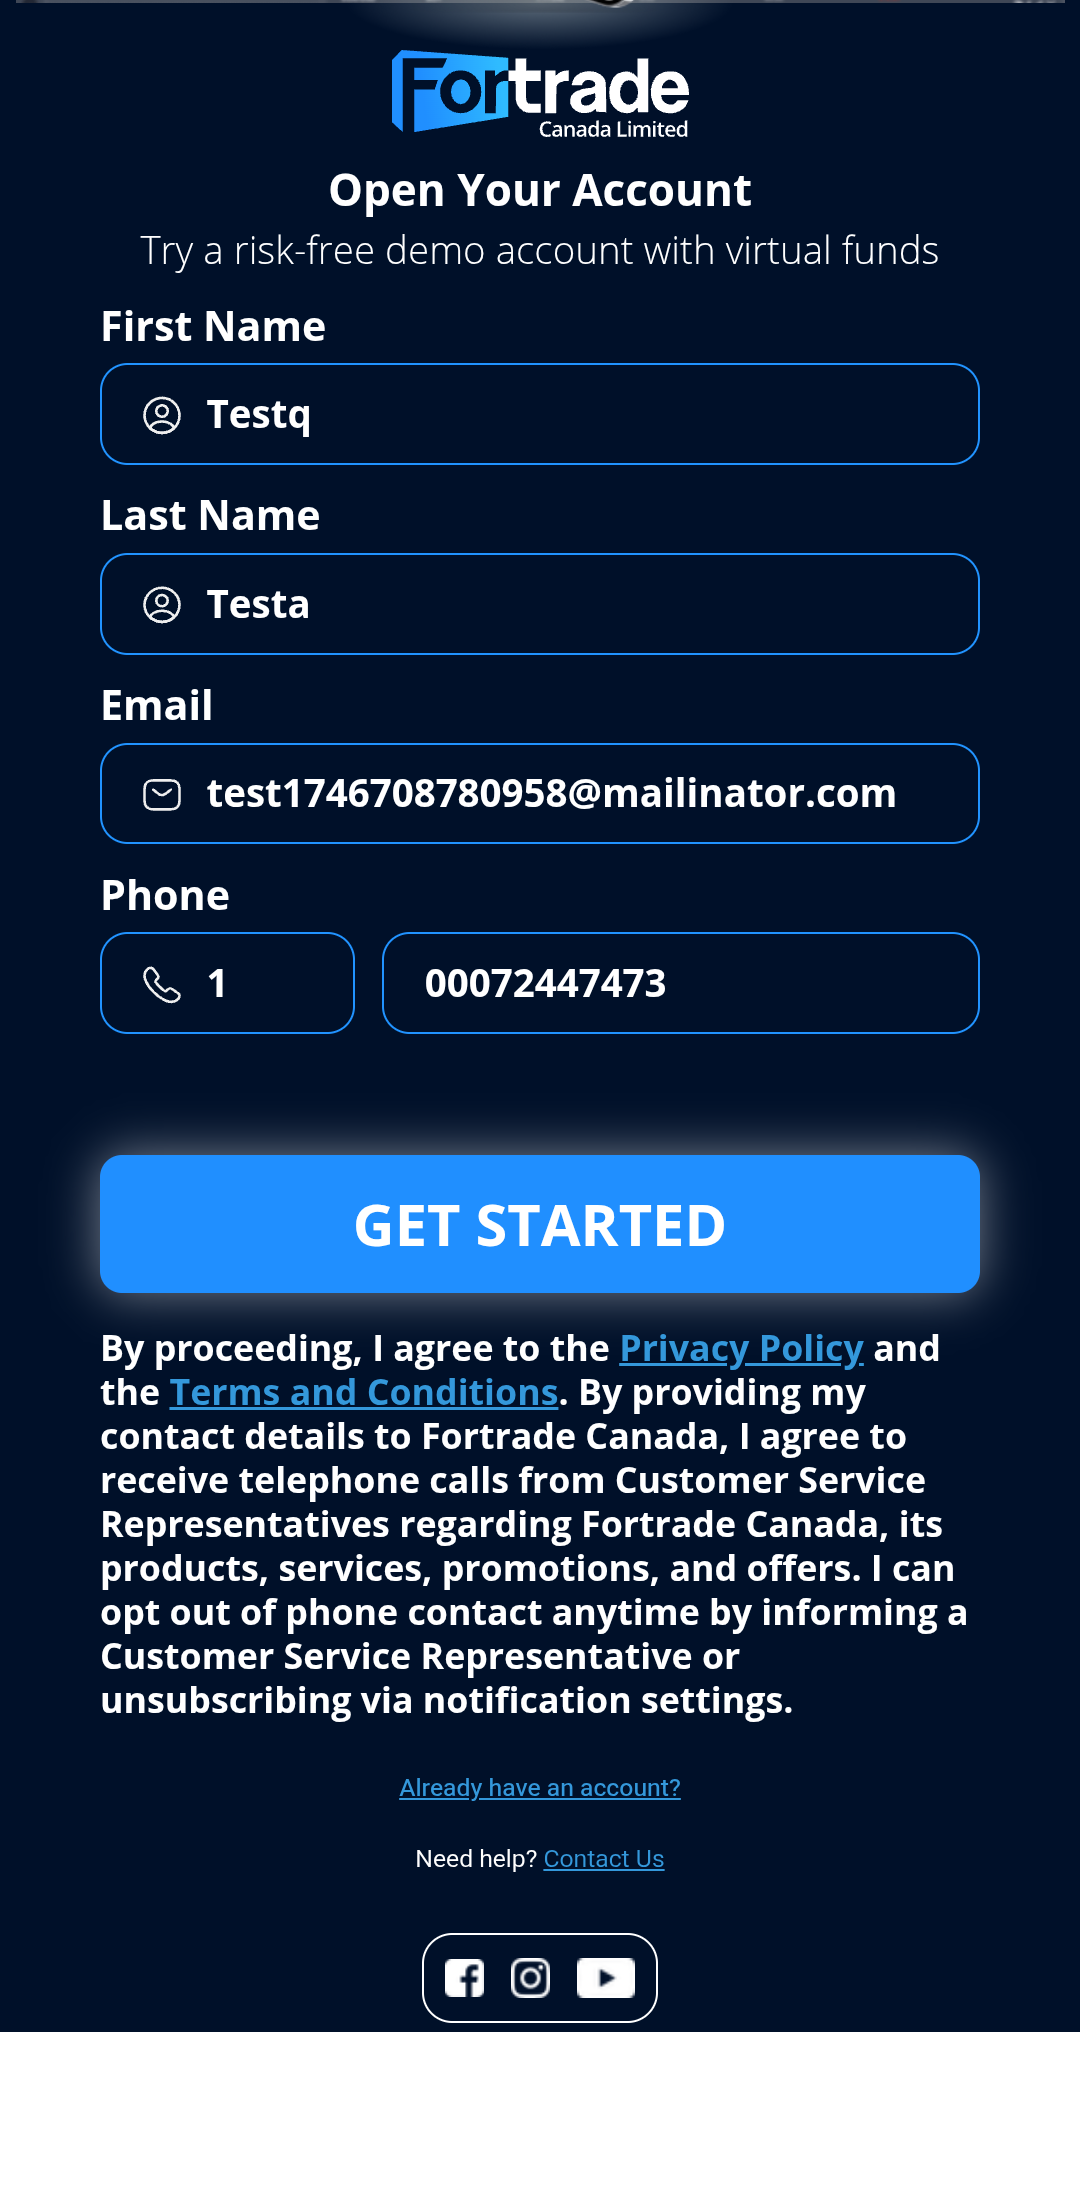 Fortrade
Canada Limited
Open Your Account
Try a risk-free demo account with virtual funds
First Name
Testq
Last Name
Testa
Email
test1746708780958@mailinator.com
Phone
1 00072447473
GET STARTED
By proceeding, I agree to the Privacy Policy and
the Terms and Conditions. By providing my
contact details to Fortrade Canada, I agree to
receive telephone calls from Customer Service
Representatives regarding Fortrade Canada, its
products, services, promotions, and offers. I can
opt out of phone contact anytime by informing a
Customer Service Representative or
unsubscribing via notification settings.
Already have an account?
Need help? Contact Us